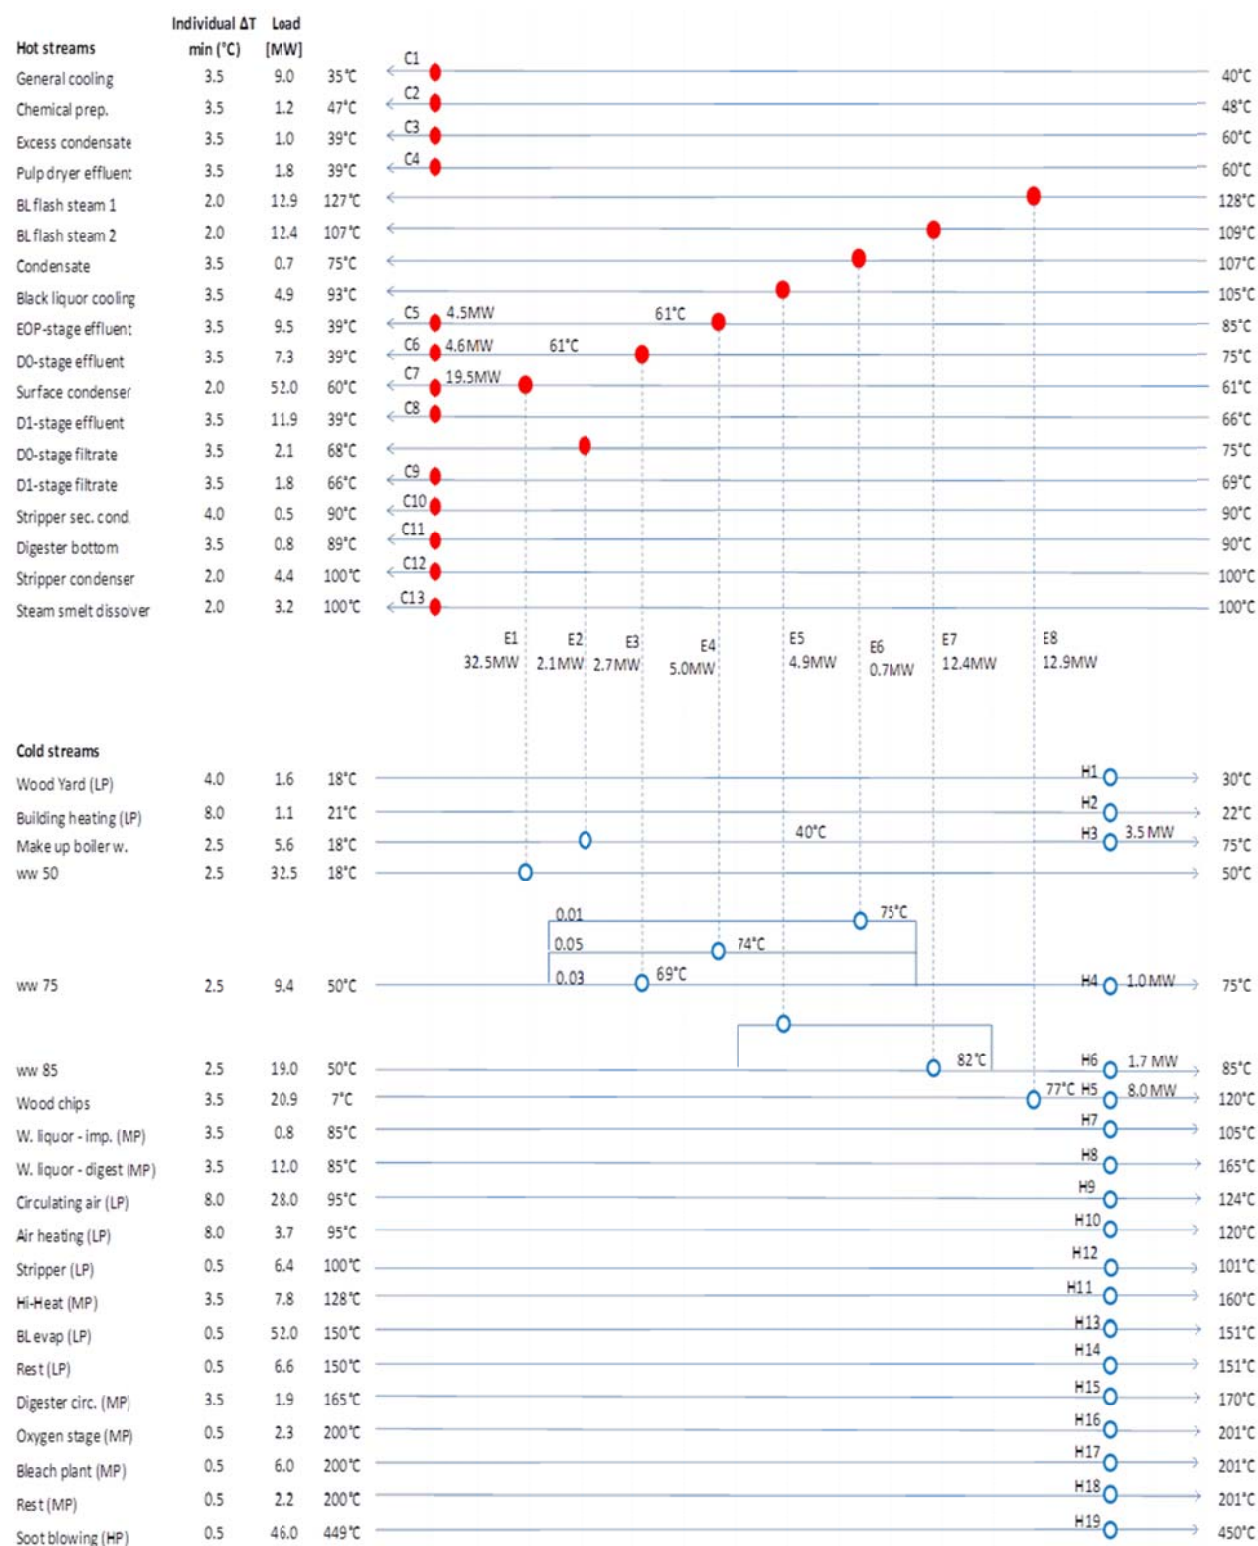 Individual ΔT Load
Hot streams min (°C) [MW]
General cooling 3.5 9.0 35°C C1 40°C
Chemical prep. 3.5 1.2 47°C C2 48°C
Excess condensate 3.5 1.0 39°C C3 60°C
Pulp dryer effluent 3.5 1.8 39°C C4 60°C
BL flash steam 1 2.0 12.9 127°C 128°C
BL flash steam 2 2.0 12.4 107°C 109°C
Condensate 3.5 0.7 75°C 107°C
Black liquor cooling 3.5 4.9 93°C 105°C
EOP-stage effluent 3.5 9.5 39°C C5 4.5MW 61°C 85°C
D0-stage effluent 3.5 7.3 39°C C6 4.6MW 61°C 75°C
Surface condenser 2.0 52.0 60°C C7 19.5MW 61°C
D1-stage effluent 3.5 11.9 39°C C8 66°C
D0-stage filtrate 3.5 2.1 68°C 75°C
D1-stage filtrate 3.5 1.8 66°C C9 69°C
Stripper sec. cond. 4.0 0.5 90°C C10 90°C
Digester bottom 3.5 0.8 89°C C11 90°C
Stripper condenser 2.0 4.4 100°C C12 100°C
Steam smelt dissolver 2.0 3.2 100°C C13 100°C
E1 E2 E3 E4 E5 E6 E7 E8
32.5MW 2.1MW 2.7MW 5.0MW 4.9MW 0.7MW 12.4MW 12.9MW
Cold streams
Wood Yard (LP) 4.0 1.6 18°C H1 30°C
Building heating (LP) 8.0 1.1 21°C H2 22°C
Make up boiler w. 2.5 5.6 18°C 40°C H3 3.5 MW 75°C
ww 50 2.5 32.5 18°C 50°C
0.01 75°C
0.05 74°C
0.03 69°C
ww 75 2.5 9.4 50°C H4 1.0 MW 75°C
ww 85 2.5 19.0 50°C 82°C H6 1.7 MW 85°C
Wood chips 3.5 20.9 7°C 77°C H5 8.0 MW 120°C
W. liquor - imp. (MP) 3.5 0.8 85°C H7 105°C
W. liquor - digest (MP) 3.5 12.0 85°C H8 165°C
Circulating air (LP) 8.0 28.0 95°C H9 124°C
Air heating (LP) 8.0 3.7 95°C H10 120°C
Stripper (LP) 0.5 6.4 100°C H12 101°C
Hi-Heat (MP) 3.5 7.8 128°C H11 160°C
BL evap (LP) 0.5 52.0 150°C H13 151°C
Rest (LP) 0.5 6.6 150°C H14 151°C
Digester circ. (MP) 3.5 1.9 165°C H15 170°C
Oxygen stage (MP) 0.5 2.3 200°C H16 201°C
Bleach plant (MP) 0.5 6.0 200°C H17 201°C
Rest (MP) 0.5 2.2 200°C H18 201°C
Soot blowing (HP) 0.5 46.0 449°C H19 450°C